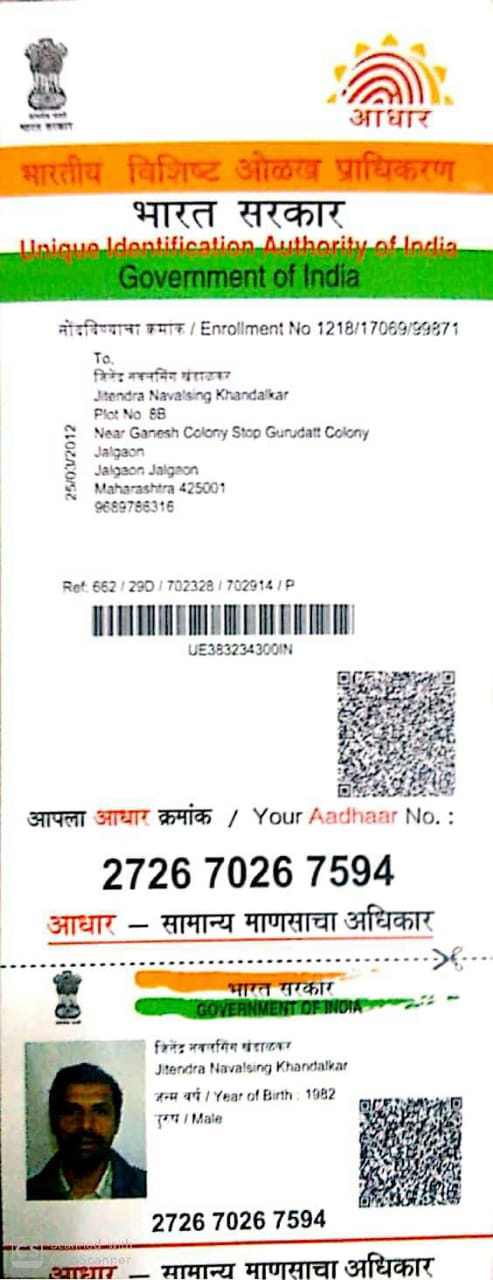 सत्यमेव जयते
भारत सरकार
आधार
भारतीय विशिष्ट ओळख प्राधिकरण
भारत सरकार
Unique Identification Authority of India
Government of India
नोंदविण्याचा क्रमांक / Enrollment No 1218/17069/99871
To,
जितेंद्र नवलसिंग खंडाळकर
Jitendra Navalsing Khandalkar
Plot No 8B
Near Ganesh Colony Stop Gurudatt Colony
Jalgaon
Jalgaon Jalgaon
Maharashtra 425001
9689786316
25/03/2012
Ref: 662 / 29D / 702328 / 702914 / P
UE383234300IN
आपला आधार क्रमांक / Your Aadhaar No. :
2726 7026 7594
आधार – सामान्य माणसाचा अधिकार
भारत सरकार
GOVERNMENT OF INDIA
जितेंद्र नवलसिंग खंडाळकर
Jitendra Navalsing Khandalkar
जन्म वर्ष / Year of Birth : 1982
पुरुष / Male
2726 7026 7594
CS Scanned with
CamScanner
आधार – सामान्य माणसाचा अधिकार